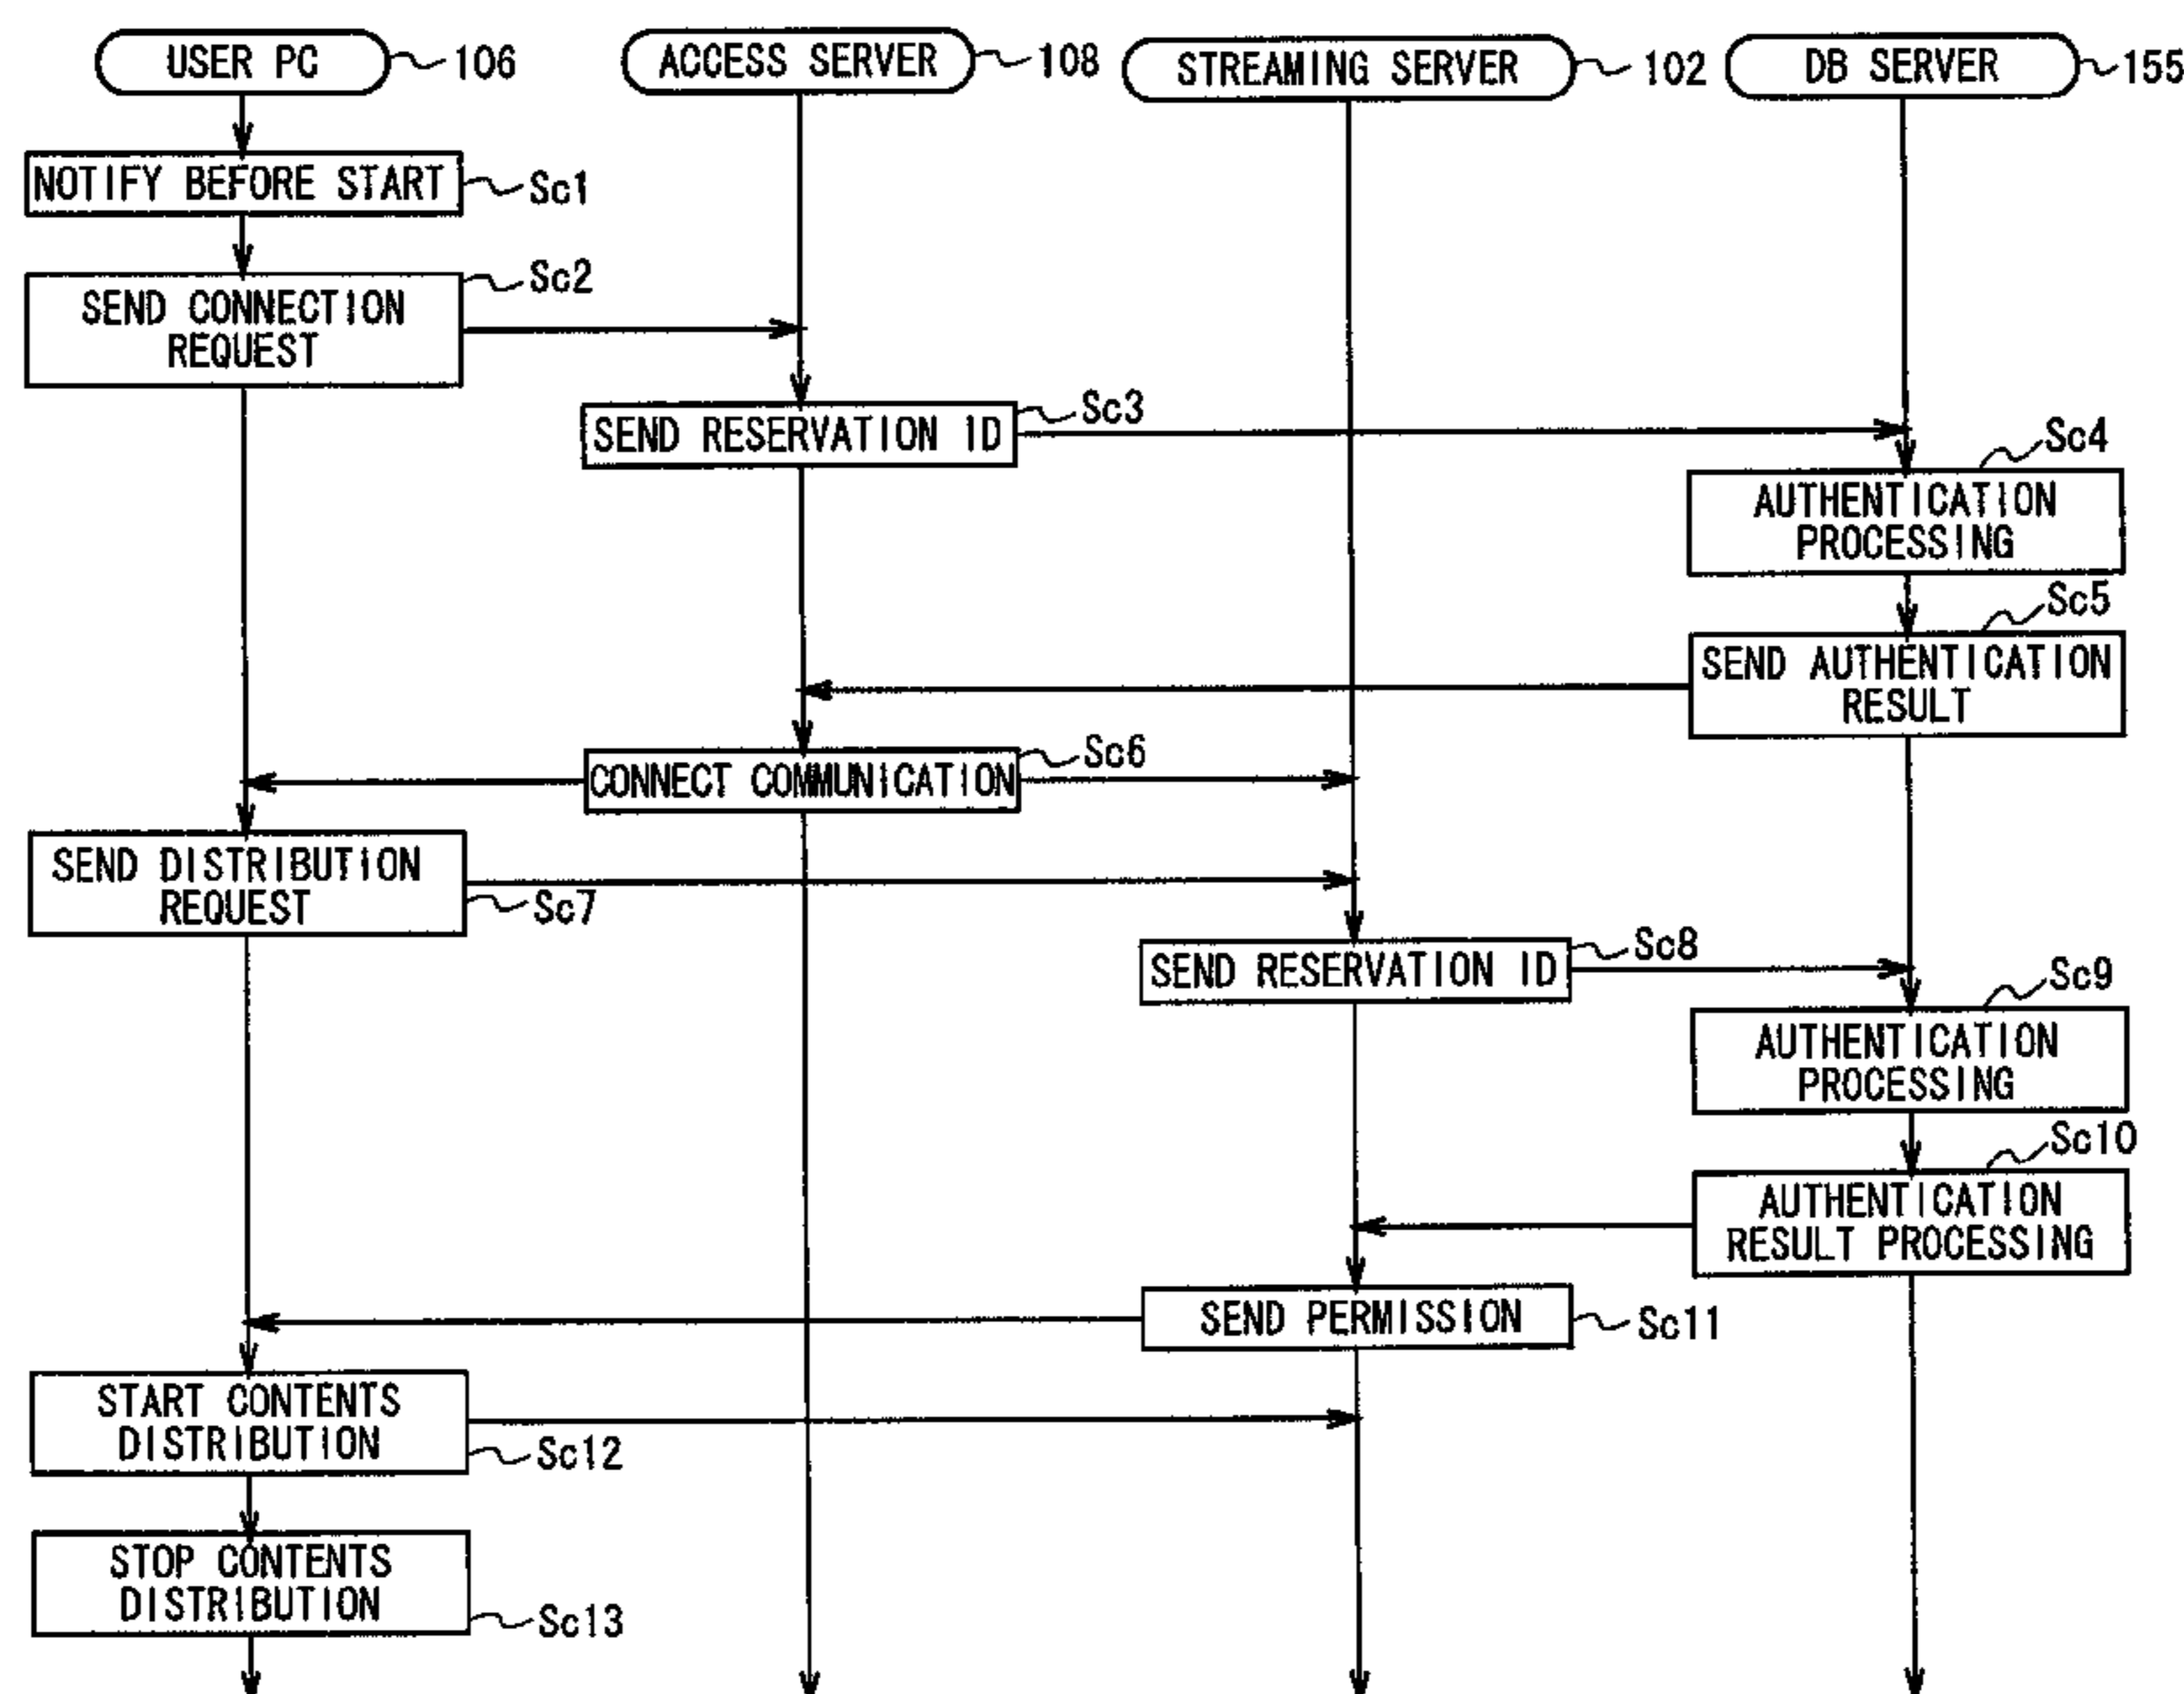 USER PC
106
ACCESS SERVER
108
STREAMING SERVER
102
DB SERVER
155
NOTIFY BEFORE START
Sc1
SEND CONNECTION
REQUEST
Sc2
SEND RESERVATION ID
Sc3
AUTHENTICATION
PROCESSING
Sc4
SEND AUTHENTICATION
RESULT
Sc5
CONNECT COMMUNICATION
Sc6
SEND DISTRIBUTION
REQUEST
Sc7
SEND RESERVATION ID
Sc8
AUTHENTICATION
PROCESSING
Sc9
AUTHENTICATION
RESULT PROCESSING
Sc10
SEND PERMISSION
Sc11
START CONTENTS
DISTRIBUTION
Sc12
STOP CONTENTS
DISTRIBUTION
Sc13